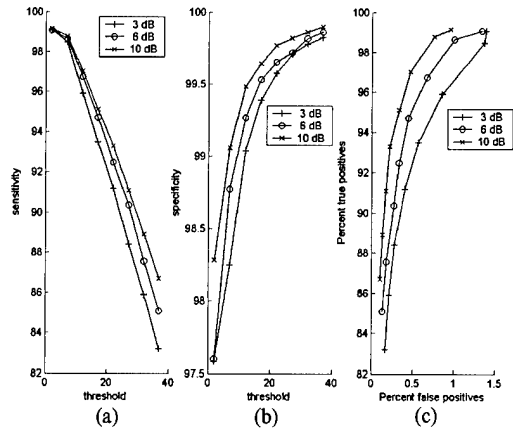 100
98
96
94
92
90
88
86
84
82
sensitivity
0
20
40
threshold
3 dB
6 dB
10 dB
(a)
100
99.5
99
98.5
98
97.5
specificity
0
20
40
threshold
3 dB
6 dB
10 dB
(b)
100
98
96
94
92
90
88
86
84
82
Percent true positives
0
0.5
1
1.5
Percent false positives
3 dB
6 dB
10 dB
(c)